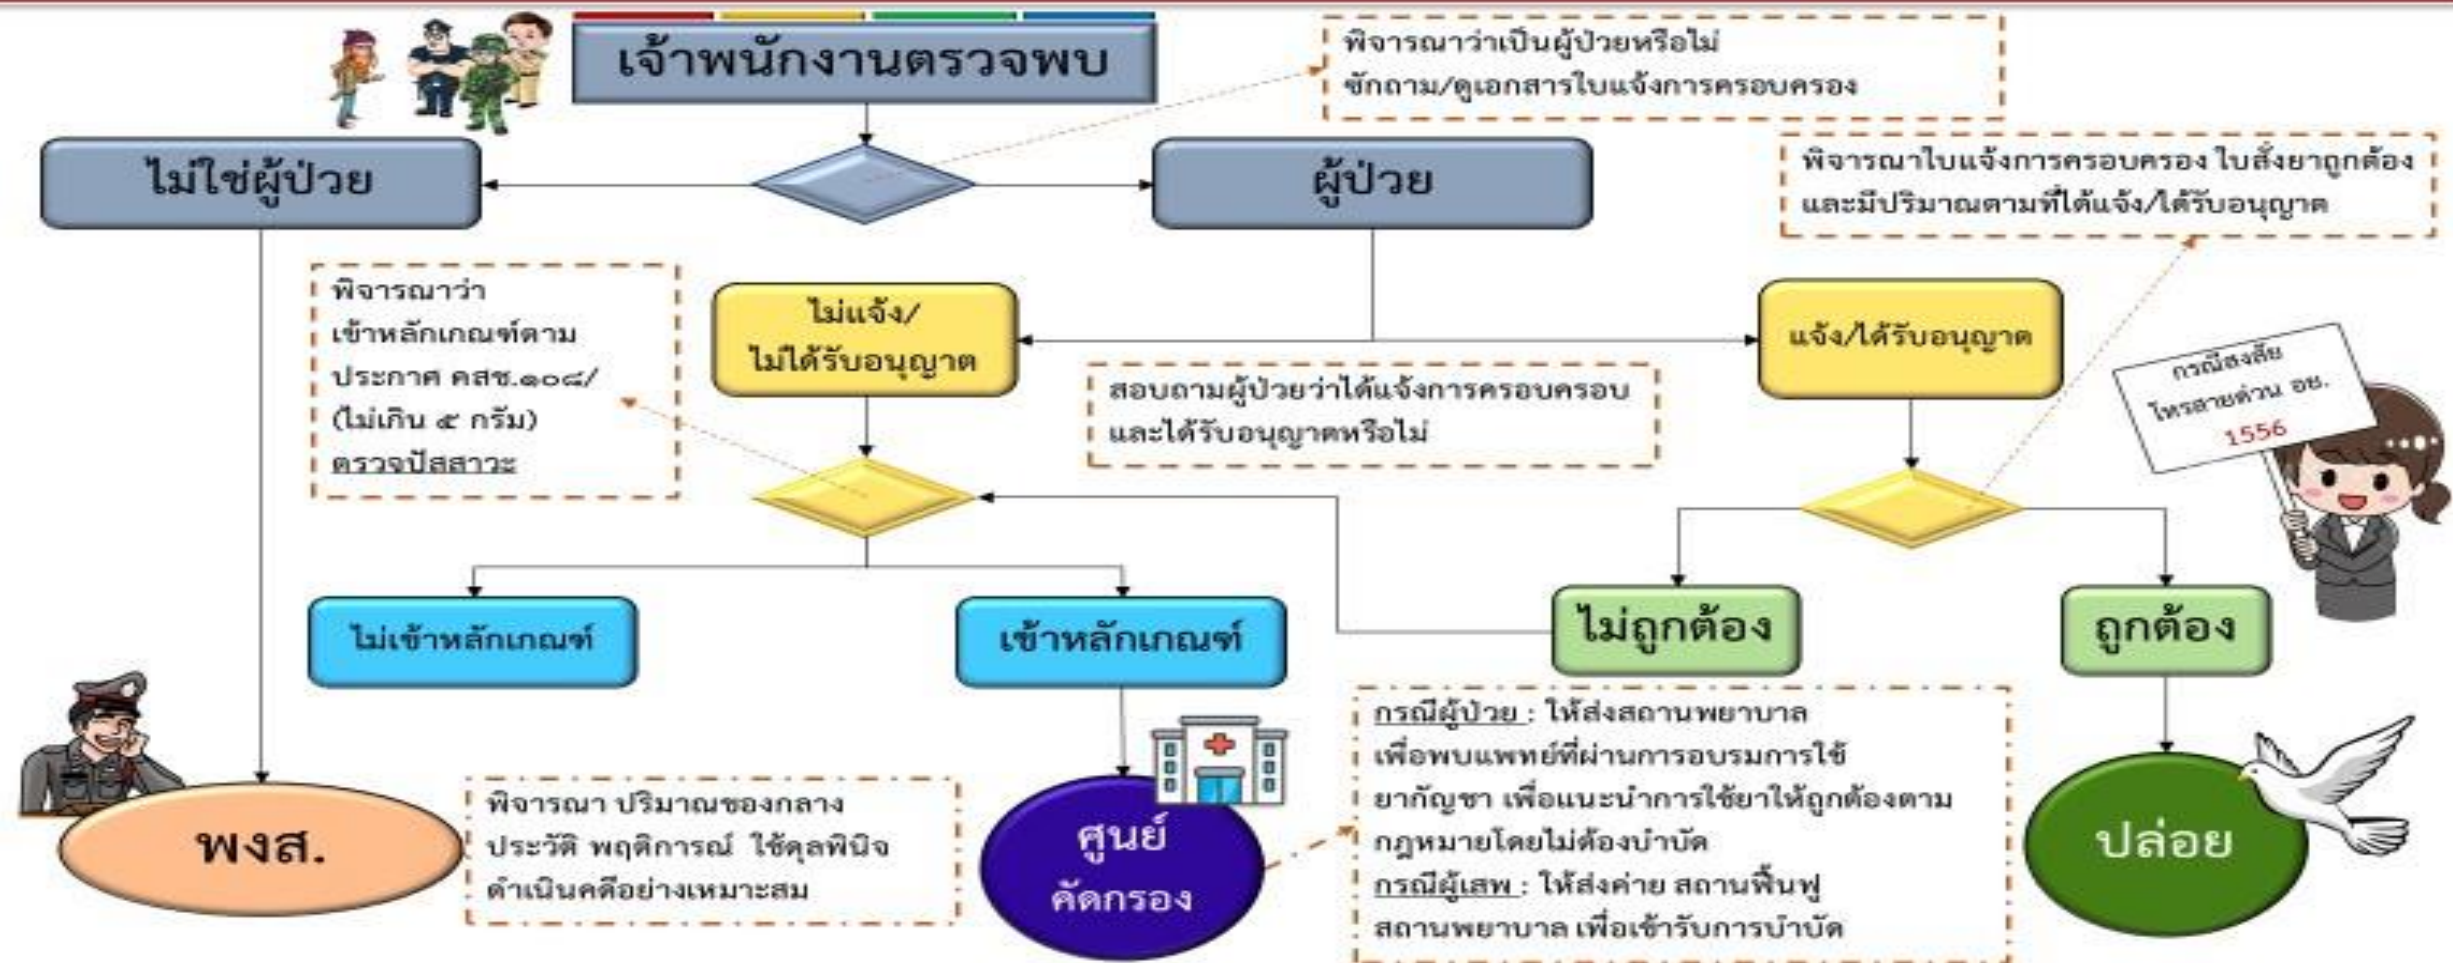 เจ้าพนักงานตรวจพบ
พิจารณาว่าเป็นผู้ป่วยหรือไม่
ซักถาม/ดูเอกสารใบแจ้งการครอบครอง
ไม่ใช่ผู้ป่วย
ผู้ป่วย
พิจารณาใบแจ้งการครอบครอง ใบสั่งยาถูกต้อง
และมีปริมาณตามที่ได้แจ้ง/ได้รับอนุญาต
พิจารณาว่า
เข้าหลักเกณฑ์ตาม
ประกาศ คสช.๑๐๘/
(ไม่เกิน ๕ กรัม)
ตรวจปัสสาวะ
ไม่แจ้ง/
ไม่ได้รับอนุญาต
สอบถามผู้ป่วยว่าได้แจ้งการครอบครอบ
และได้รับอนุญาตหรือไม่
แจ้ง/ได้รับอนุญาต
กรณีสงสัย
โทรสายด่วน อย.
1556
ไม่เข้าหลักเกณฑ์
เข้าหลักเกณฑ์
ไม่ถูกต้อง
ถูกต้อง
พงส.
พิจารณา ปริมาณของกลาง
ประวัติ พฤติการณ์ ใช้ดุลพินิจ
ดำเนินคดีอย่างเหมาะสม
ศูนย์
คัดกรอง
กรณีผู้ป่วย : ให้ส่งสถานพยาบาล
เพื่อพบแพทย์ที่ผ่านการอบรมการใช้
ยากัญชา เพื่อแนะนำการใช้ยาให้ถูกต้องตาม
กฎหมายโดยไม่ต้องบำบัด
กรณีผู้เสพ : ให้ส่งค่าย สถานฟื้นฟู
สถานพยาบาล เพื่อเข้ารับการบำบัด
ปล่อย